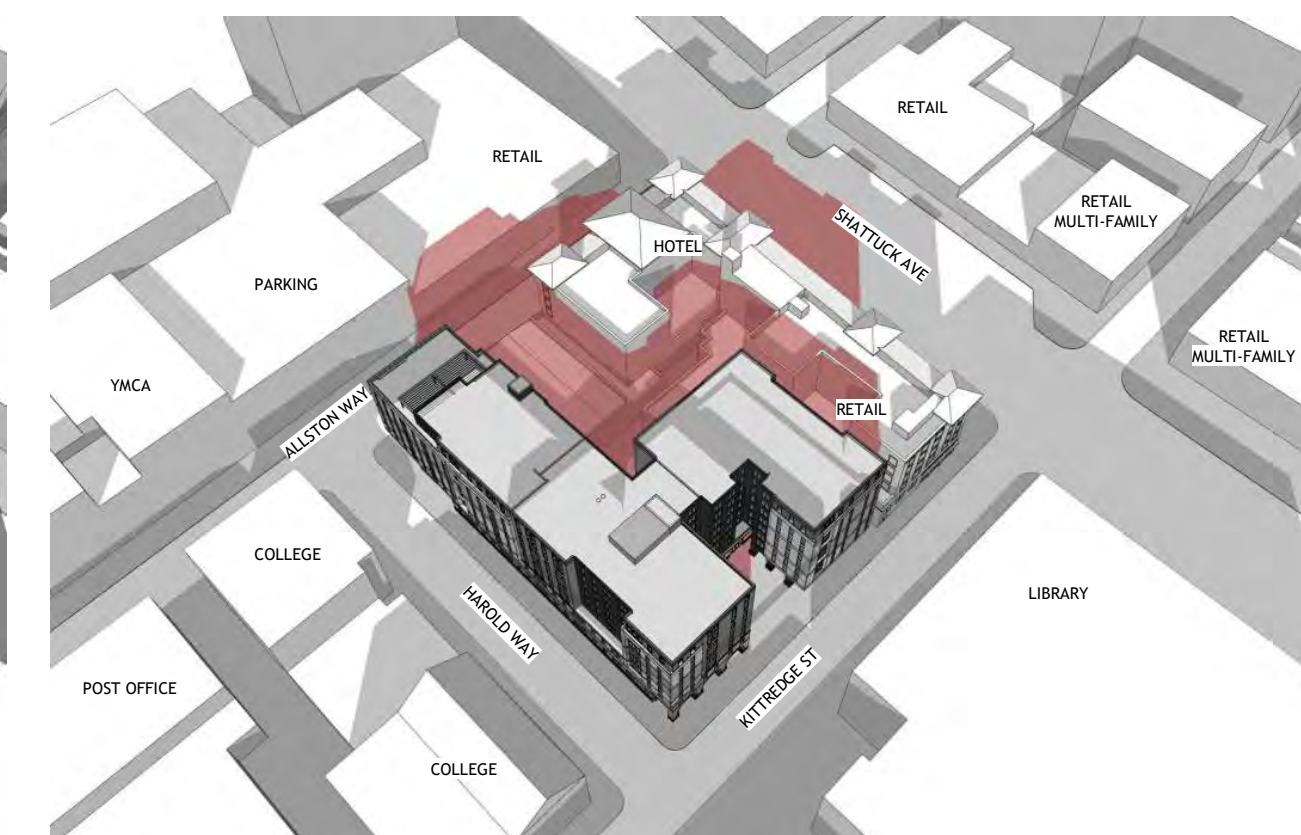 RETAIL
RETAIL
RETAIL
MULTI-FAMILY
SHATTUCK AVE
HOTEL
PARKING
RETAIL
MULTI-FAMILY
YMCA
ALLSTON WAY
RETAIL
COLLEGE
LIBRARY
HAROLD WAY
KITTREDGE ST
POST OFFICE
COLLEGE